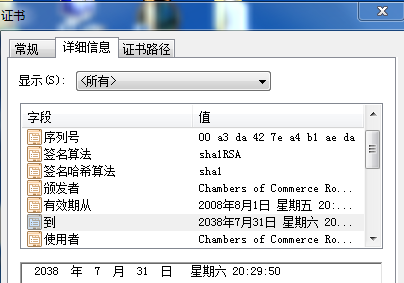 证书
常规 详细信息 证书路径
显示(S): <所有>
字段 值
序列号 00 a3 da 42 7e a4 b1 ae da
签名算法 sha1RSA
签名哈希算法 sha1
颁发者 Chambers of Commerce Ro...
有效期从 2008年8月1日 星期五 20:...
到 2038年7月31日 星期六 20...
使用者 Chambers of Commerce Ro...
2038 年 7 月 31 日 星期六 20:29:50